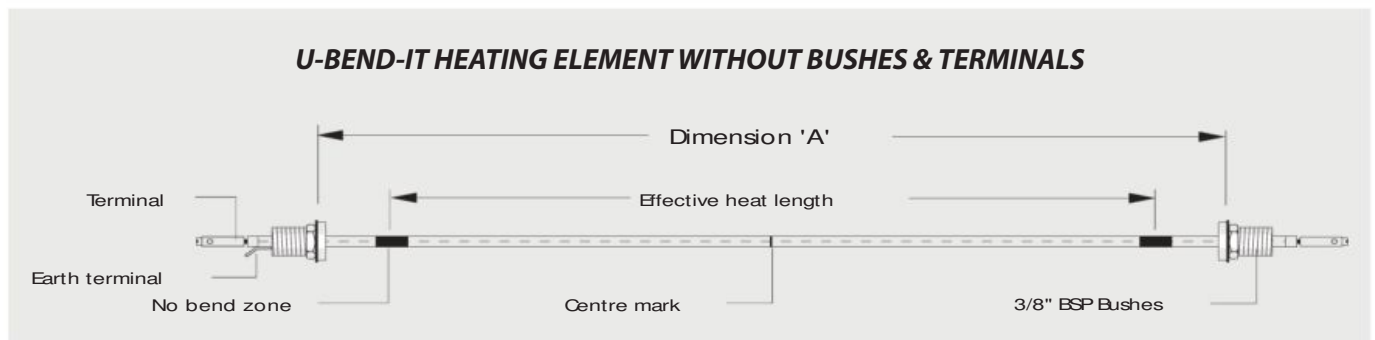 U-BEND-IT HEATING ELEMENT WITHOUT BUSHES & TERMINALS
Dimension 'A'
Terminal
Effective heat length
Earth terminal
No bend zone
Centre mark
3/8" BSP Bushes